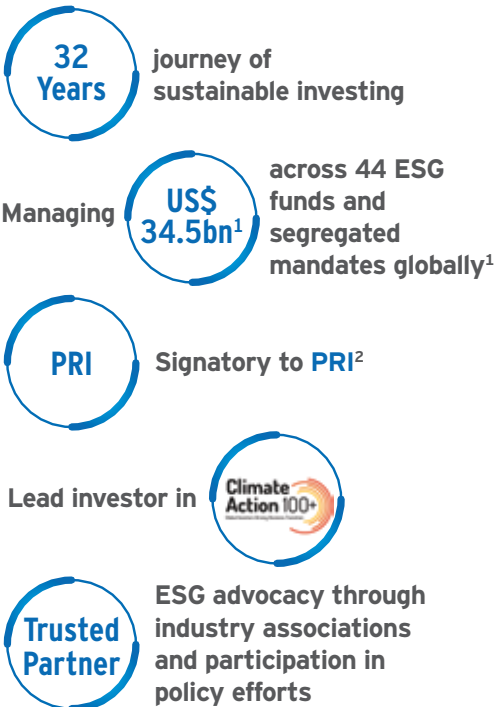 32
Years
journey of
sustainable investing
Managing
US$
34.5bn¹
across 44 ESG
funds and
segregated
mandates globally¹
PRI
Signatory to PRI²
Lead investor in
Climate
Action 100+
Trusted
Partner
ESG advocacy through
industry associations
and participation in
policy efforts